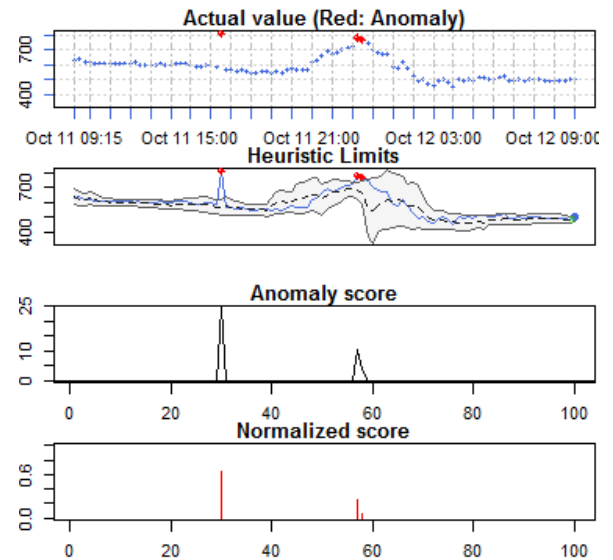 Actual value (Red: Anomaly)
700
400
Oct 11 09:15 Oct 11 15:00 Oct 11 21:00 Oct 12 03:00 Oct 12 09:00
Heuristic Limits
700
400
Anomaly score
25
10
0
0 20 40 60 80 100
Normalized score
0.6
0.0
0 20 40 60 80 100